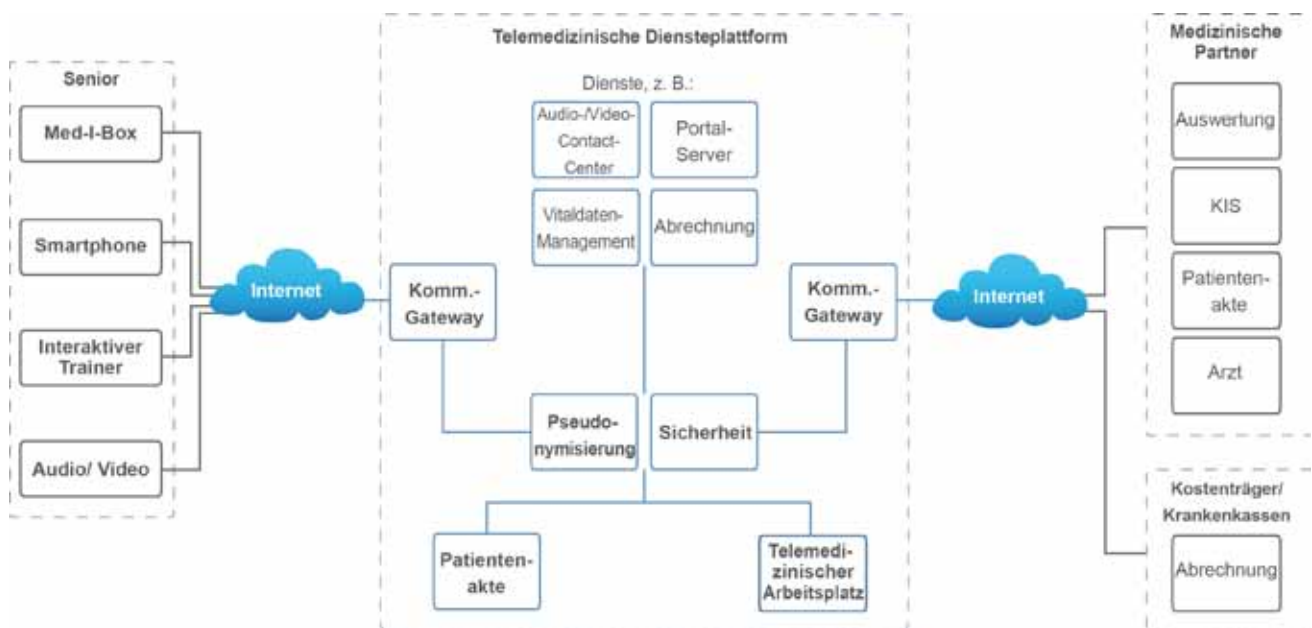 Senior
Med-I-Box
Smartphone
Interaktiver
Trainer
Audio/ Video
Internet
Telemedizinische Diensteplattform
Dienste, z. B.:
Audio-/Video-
Contact-
Center
Portal-
Server
Vitaldaten-
Management
Abrechnung
Komm.-
Gateway
Komm.-
Gateway
Pseudo-
nymisierung
Sicherheit
Patienten-
akte
Telemedi-
zinischer
Arbeitsplatz
Internet
Medizinische
Partner
Auswertung
KIS
Patienten-
akte
Arzt
Kostenträger/
Krankenkassen
Abrechnung